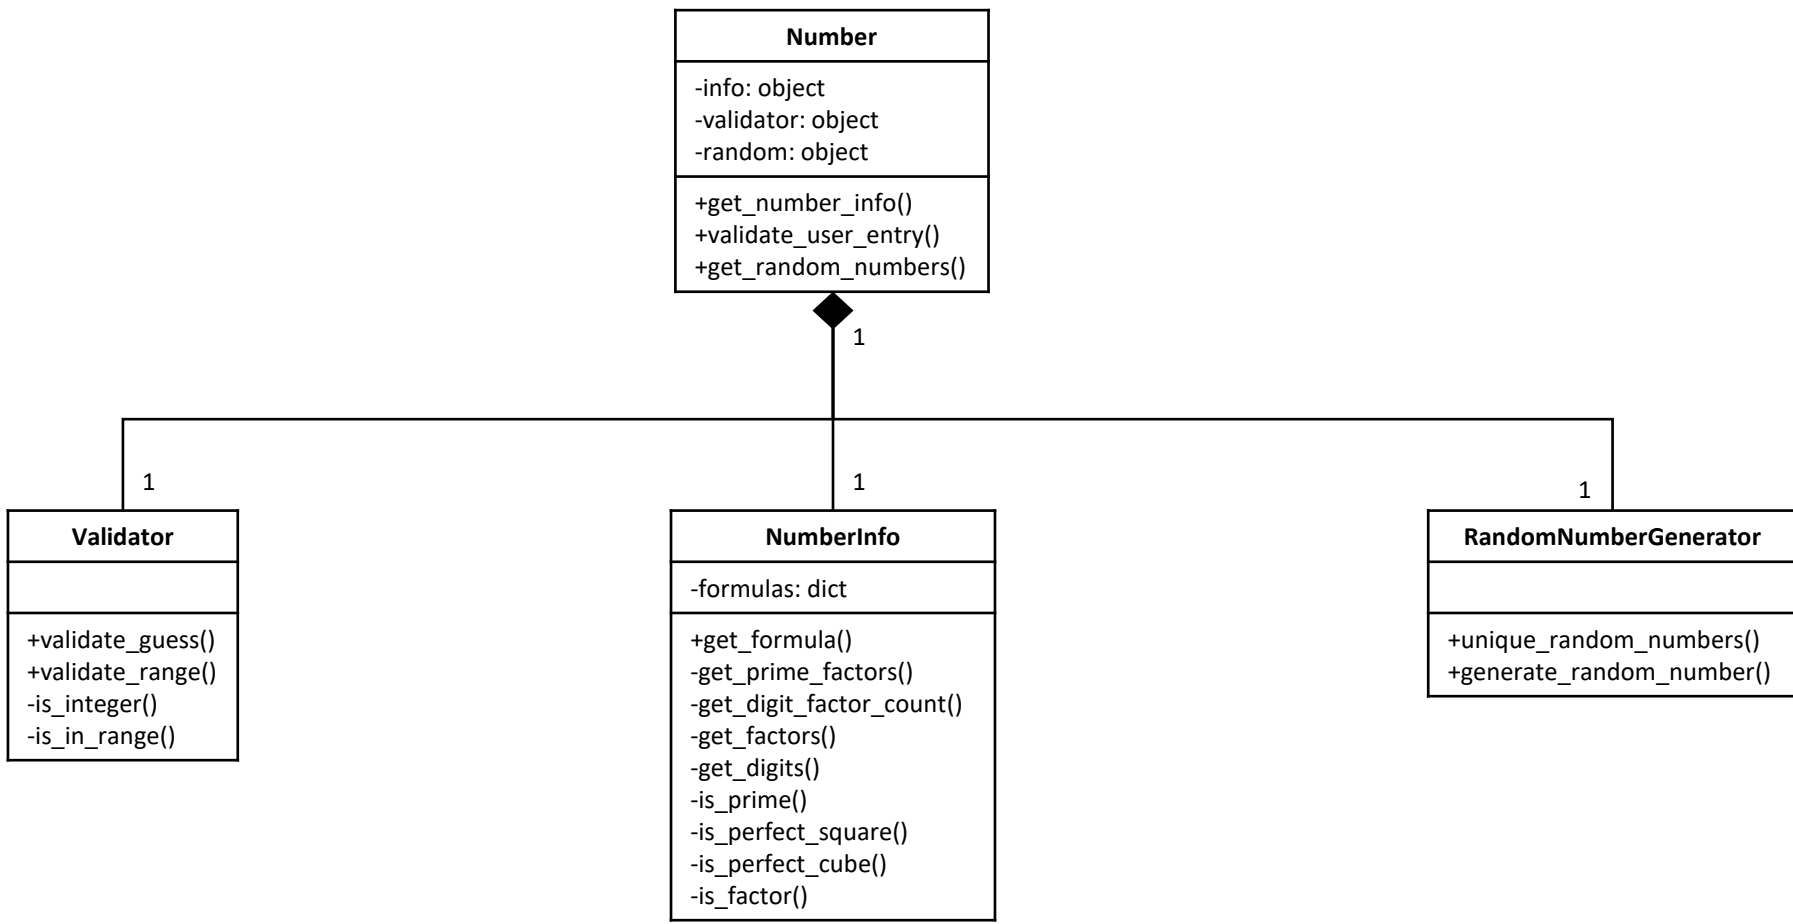 Number
-info: object
-validator: object
-random: object
+get_number_info()
+validate_user_entry()
+get_random_numbers()
1
1
1
1
Validator
+validate_guess()
+validate_range()
-is_integer()
-is_in_range()
NumberInfo
-formulas: dict
+get_formula()
-get_prime_factors()
-get_digit_factor_count()
-get_factors()
-get_digits()
-is_prime()
-is_perfect_square()
-is_perfect_cube()
-is_factor()
RandomNumberGenerator
+unique_random_numbers()
+generate_random_number()